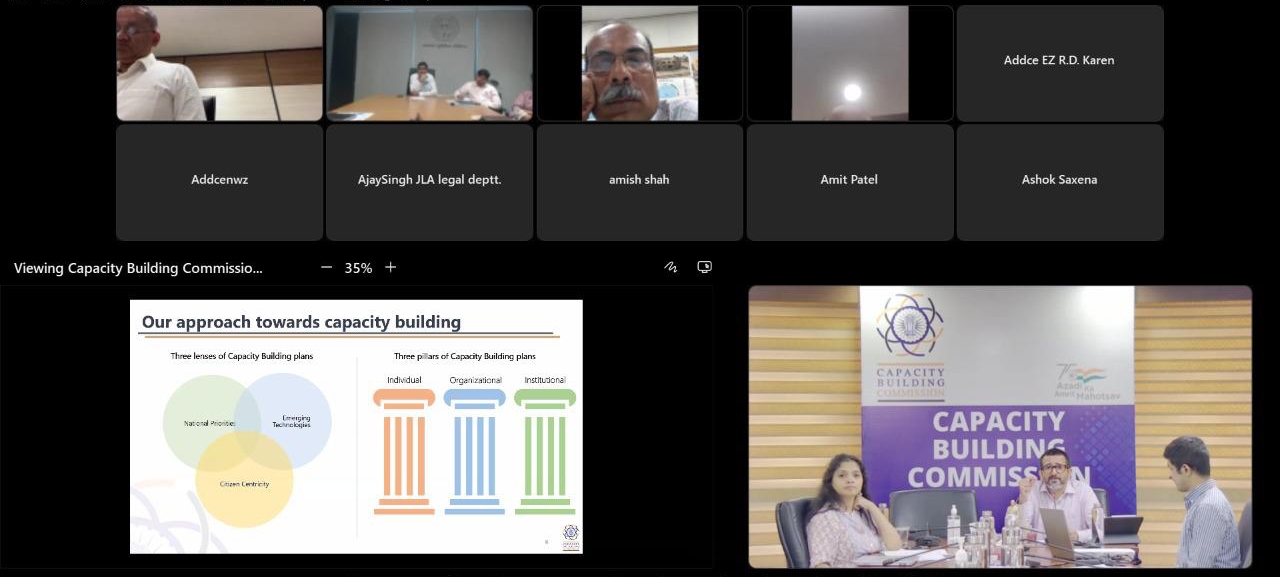 Addce EZ R.D. Karen
Addcenwz
AjaySingh JLA legal deptt.
amish shah
Amit Patel
Ashok Saxena
Viewing Capacity Building Commissio...
35%
Our approach towards capacity building
Three lenses of Capacity Building plans
National Priorities
Emerging
Technologies
Citizen Centricity
Three pillars of Capacity Building plans
Individual
Organizational
Institutional
CAPACITY
BUILDING
COMMISSION
Azadi Ka
Amrit Mahotsav
CAPACITY
BUILDING
COMMISSION